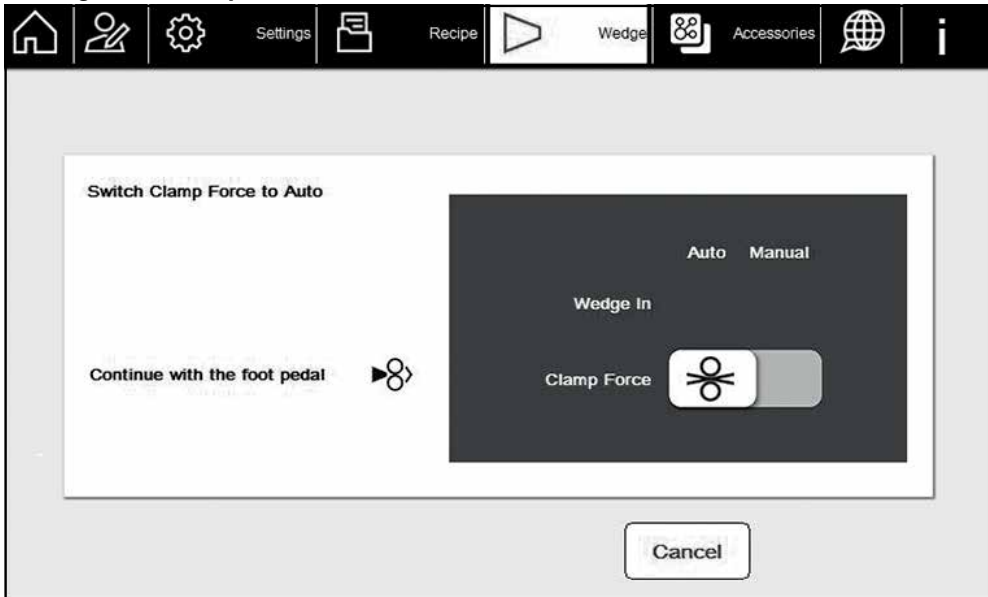 Settings
Recipe
Wedge
Accessories
i
Switch Clamp Force to Auto
Auto Manual
Wedge In
Continue with the foot pedal
Clamp Force
Cancel